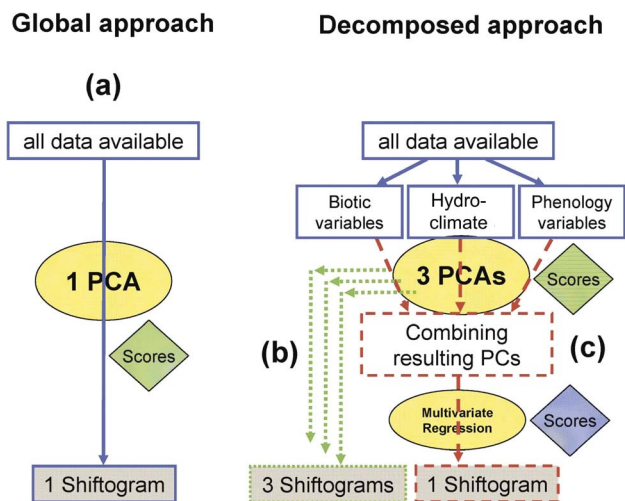 Global approach
(a)
all data available
1 PCA
Scores
1 Shiftogram
Decomposed approach
all data available
Biotic
variables
Hydro-
climate
Phenology
variables
3 PCAs
Scores
(b)
Combining
resulting PCs
(c)
Multivariate
Regression
Scores
3 Shiftograms
1 Shiftogram